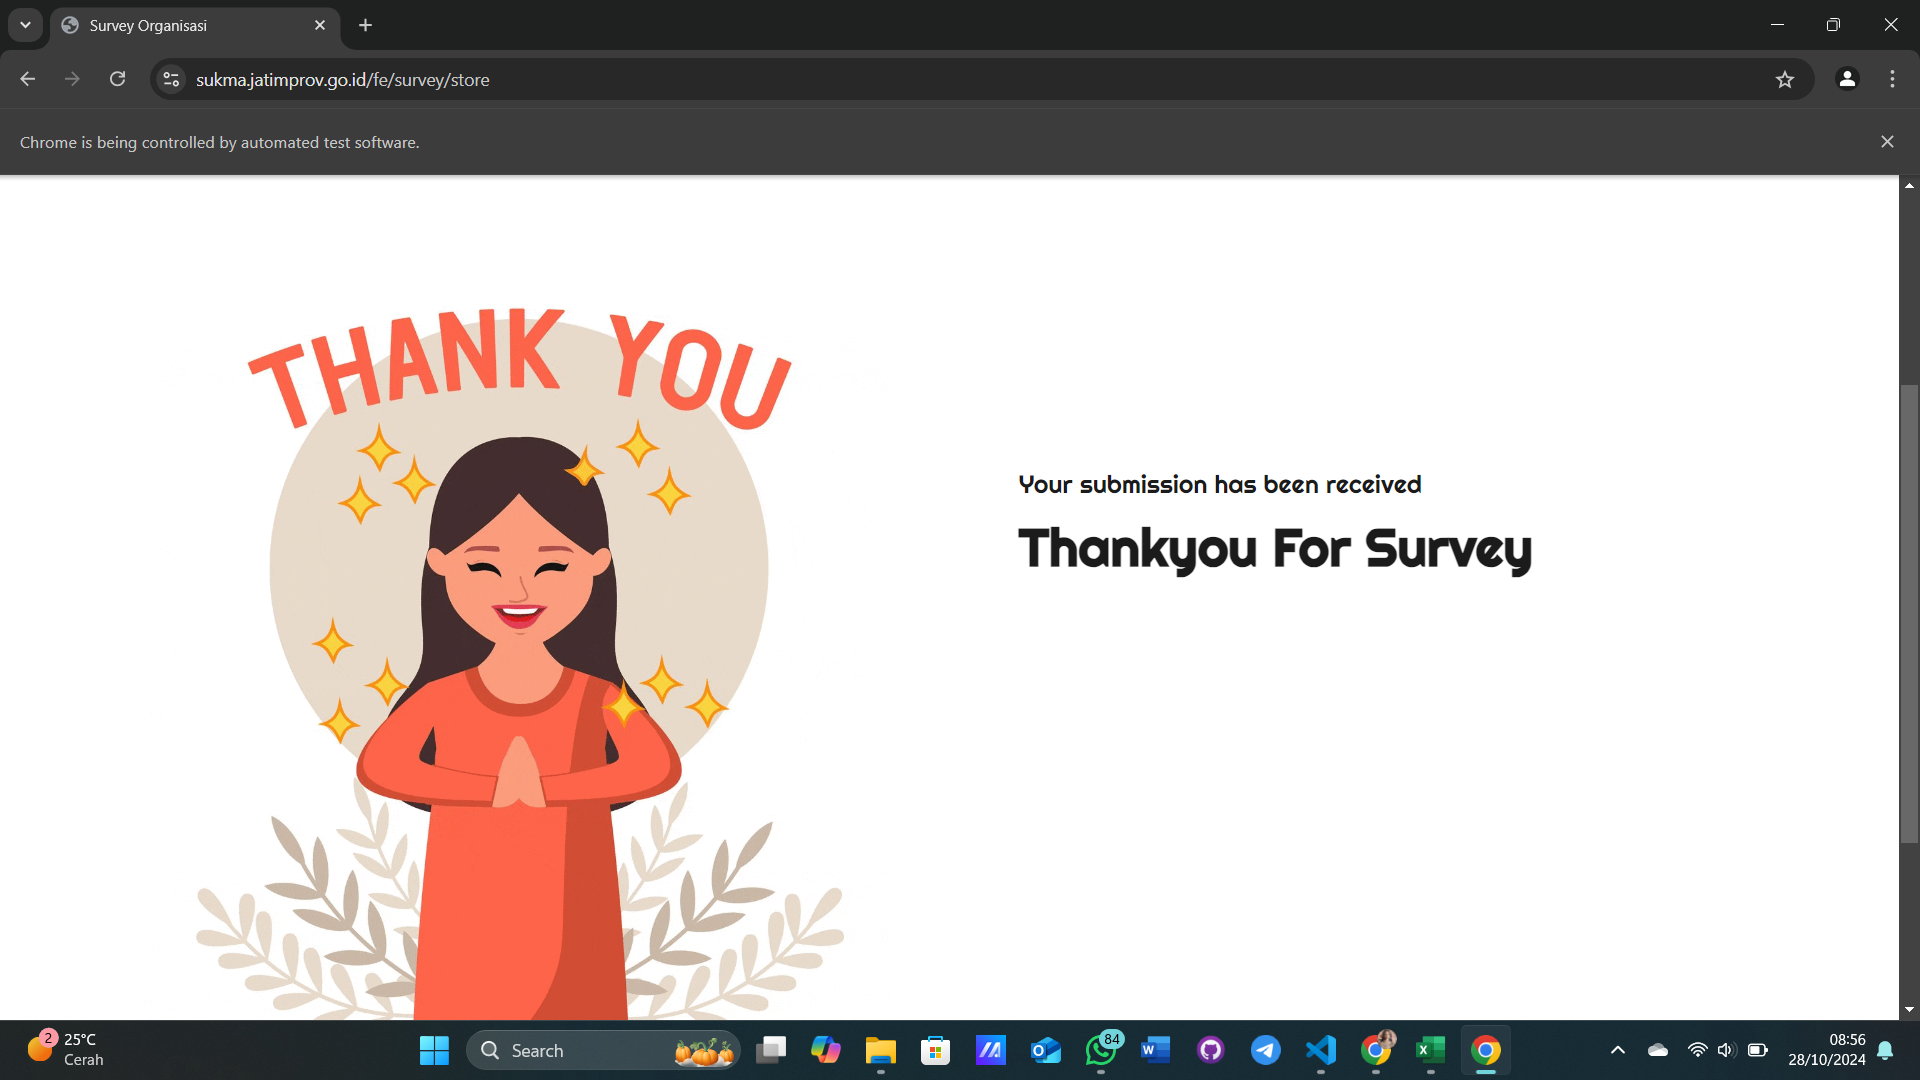 Survey Organisasi
sukma.jatimprov.go.id/fe/survey/store
Chrome is being controlled by automated test software.
THANK YOU
Your submission has been received
Thankyou For Survey
2
25°C
Cerah
Search
84
08:56
28/10/2024